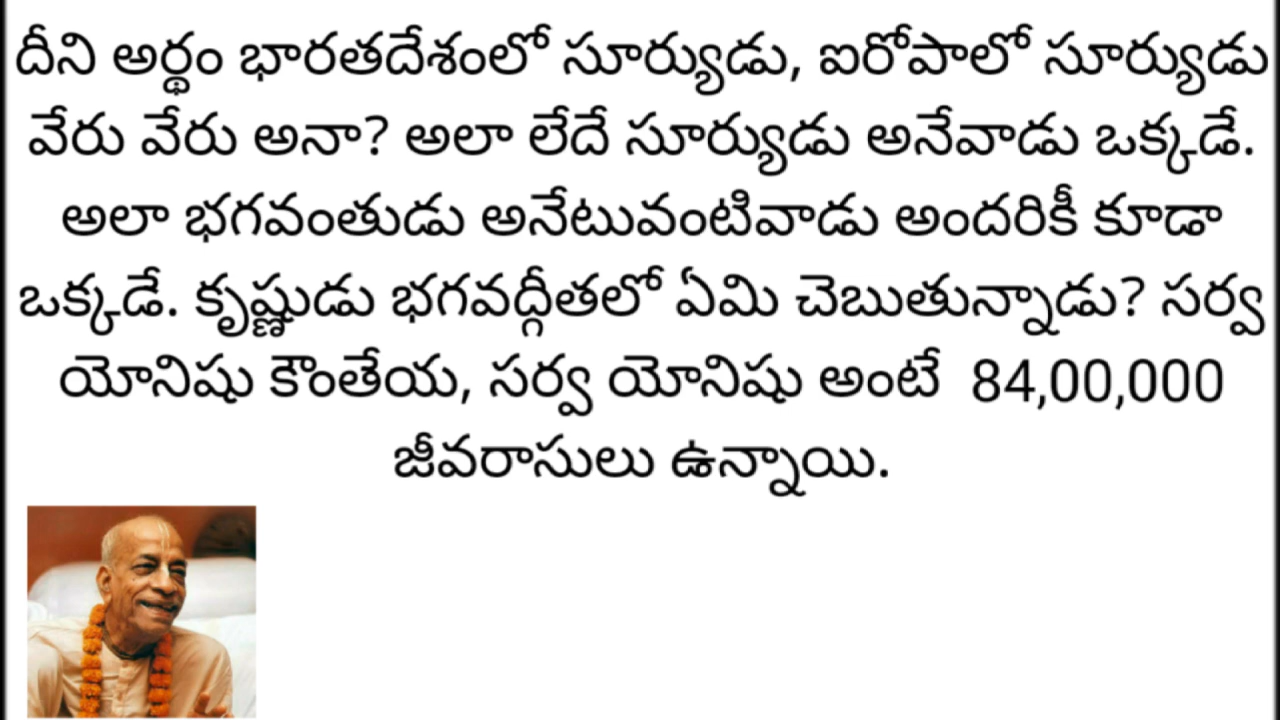 దీని అర్థం భారతదేశంలో సూర్యుడు, ఐరోపాలో సూర్యుడు
వేరు వేరు అనా? అలా లేదే సూర్యుడు అనేవాడు ఒక్కడే.
అలా భగవంతుడు అనేటువంటివాడు అందరికీ కూడా
ఒక్కడే. కృష్ణుడు భగవద్గీతలో ఏమి చెబుతున్నాడు? సర్వ
యోనిషు కౌంతేయ, సర్వ యోనిషు అంటే 84,00,000
జీవరాసులు ఉన్నాయి.